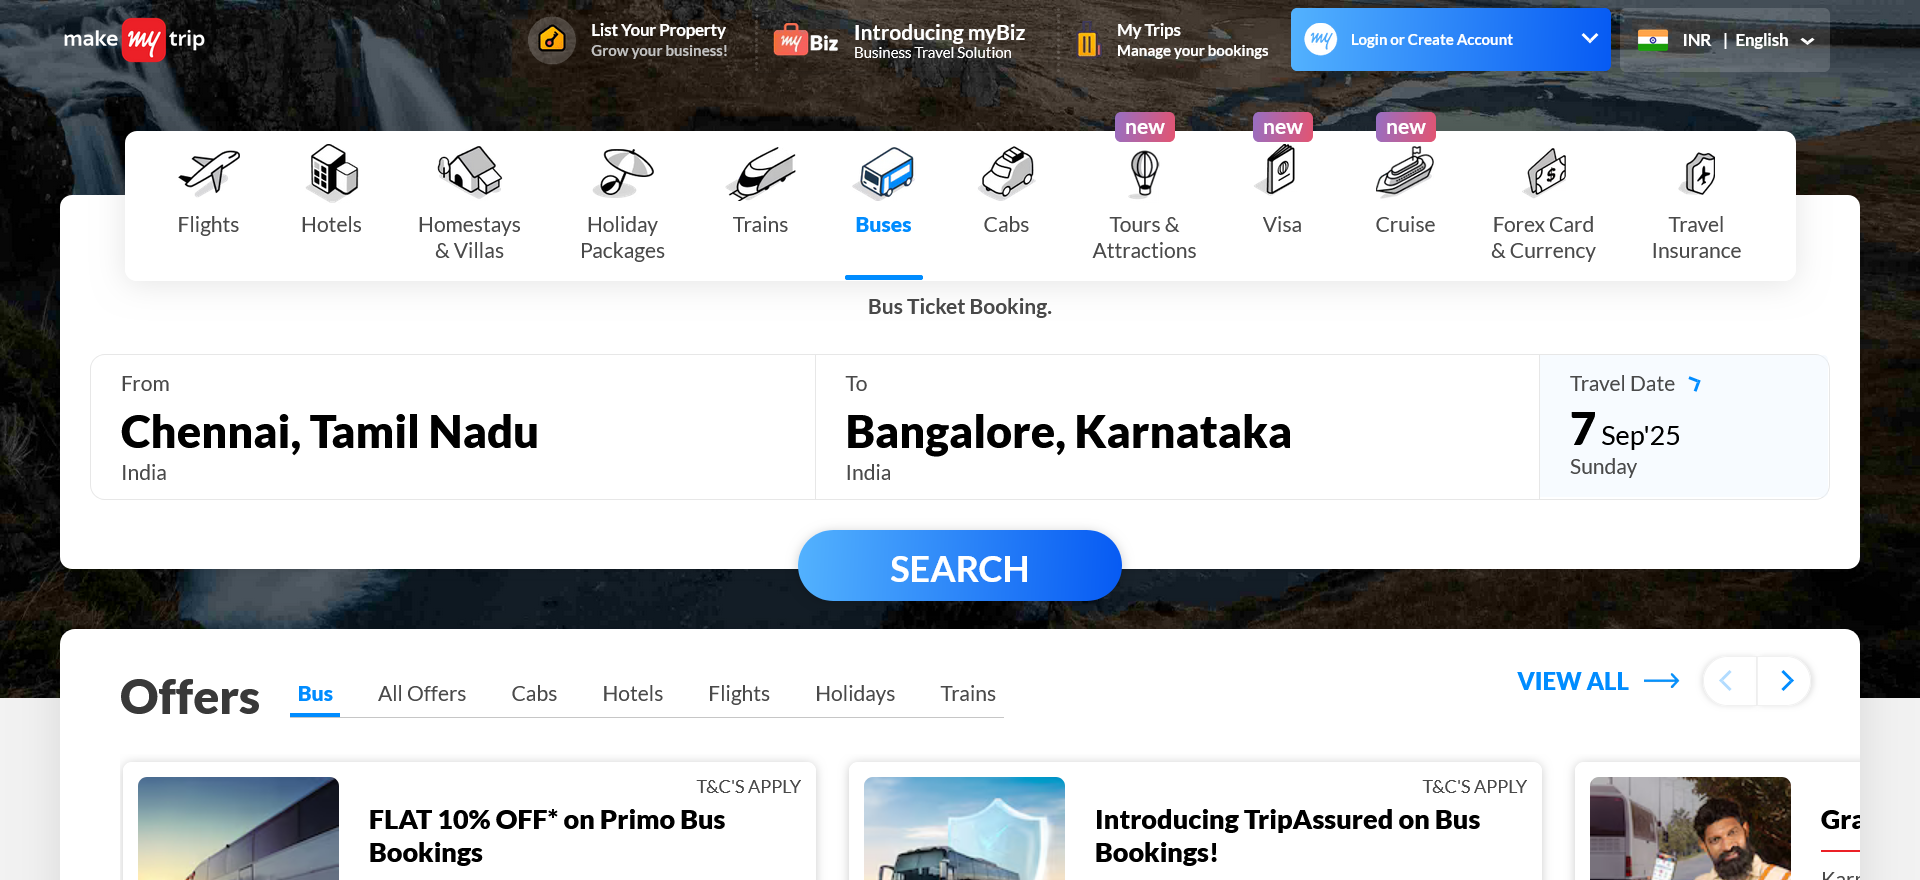 make my trip
List Your Property
Grow your business!
my Biz
Introducing myBiz
Business Travel Solution
My Trips
Manage your bookings
my
Login or Create Account
INR | English
new
new
new
Flights
Hotels
Homestays
& Villas
Holiday
Packages
Trains
Buses
Cabs
Tours &
Attractions
Visa
Cruise
Forex Card
& Currency
Travel
Insurance
Bus Ticket Booking.
From
Chennai, Tamil Nadu
India
To
Bangalore, Karnataka
India
Travel Date
7 Sep'25
Sunday
SEARCH
Offers
Bus
All Offers
Cabs
Hotels
Flights
Holidays
Trains
VIEW ALL
T&C'S APPLY
FLAT 10% OFF* on Primo Bus
Bookings
T&C'S APPLY
Introducing TripAssured on Bus
Bookings!
Gra